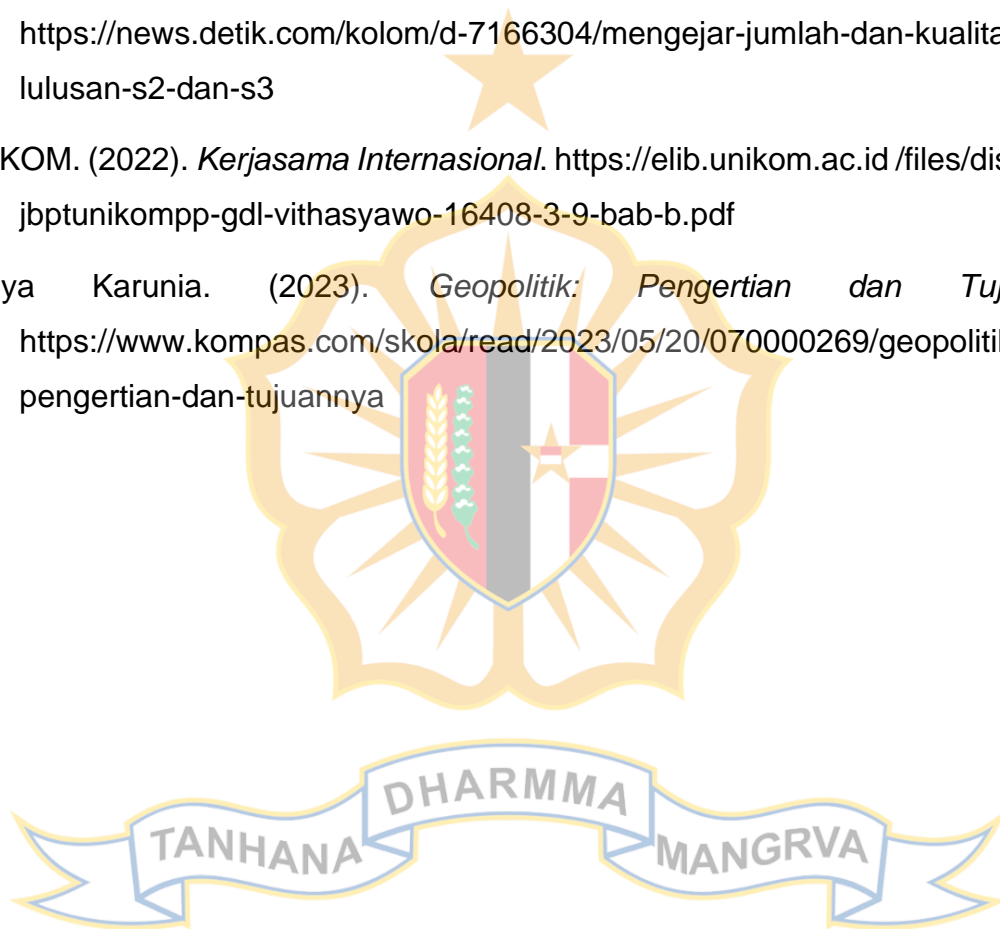 https://news.detik.com/kolom/d-7166304/mengejar-jumlah-dan-kualita
lulusan-s2-dan-s3
KOM. (2022). Kerjasama Internasional. https://elib.unikom.ac.id /files/dis
jbptunikompp-gdl-vithasyawo-16408-3-9-bab-b.pdf
ya Karunia. (2023). Geopolitik: Pengertian dan Tuj
https://www.kompas.com/skola/read/2023/05/20/070000269/geopolitik
pengertian-dan-tujuannya
TANHANA DHARMMA MANGRVA